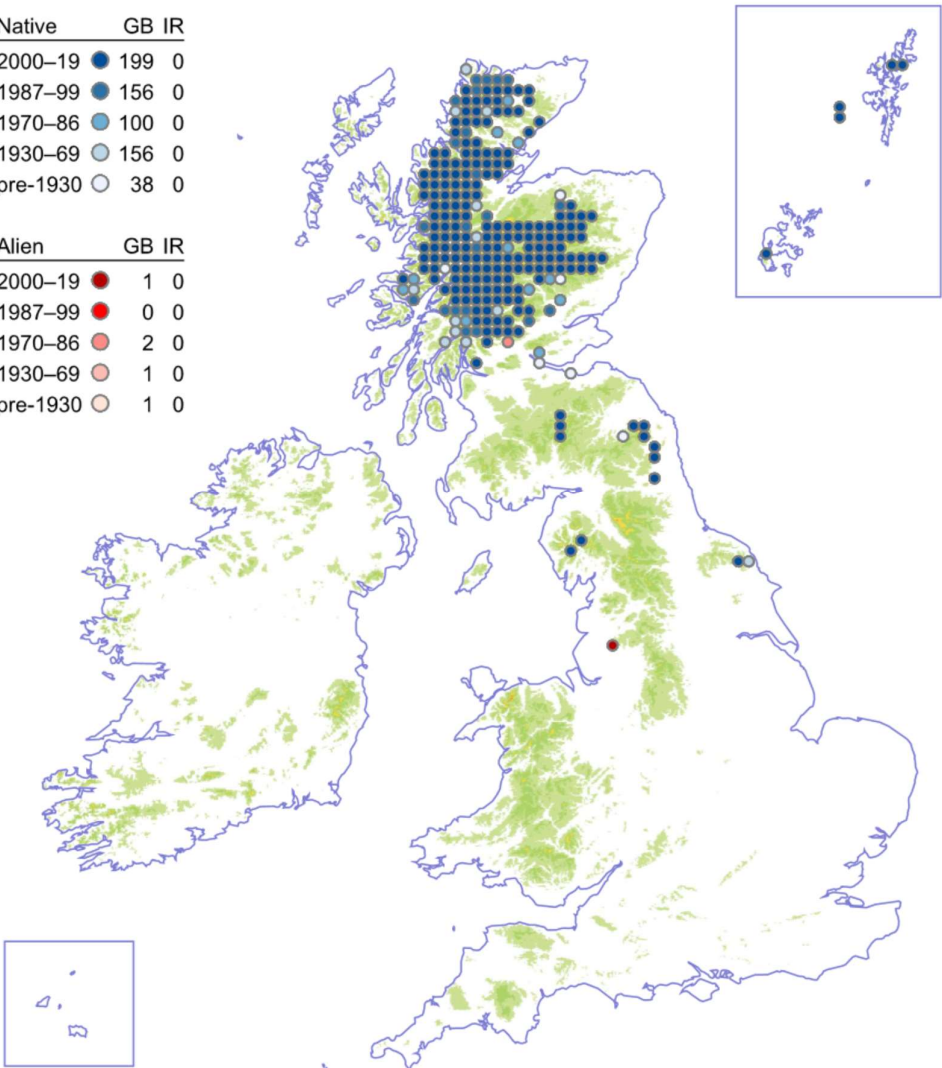 Native GB IR
2000–19 199 0
1987–99 156 0
1970–86 100 0
1930–69 156 0
pre-1930 38 0
Alien GB IR
2000–19 1 0
1987–99 0 0
1970–86 2 0
1930–69 1 0
pre-1930 1 0